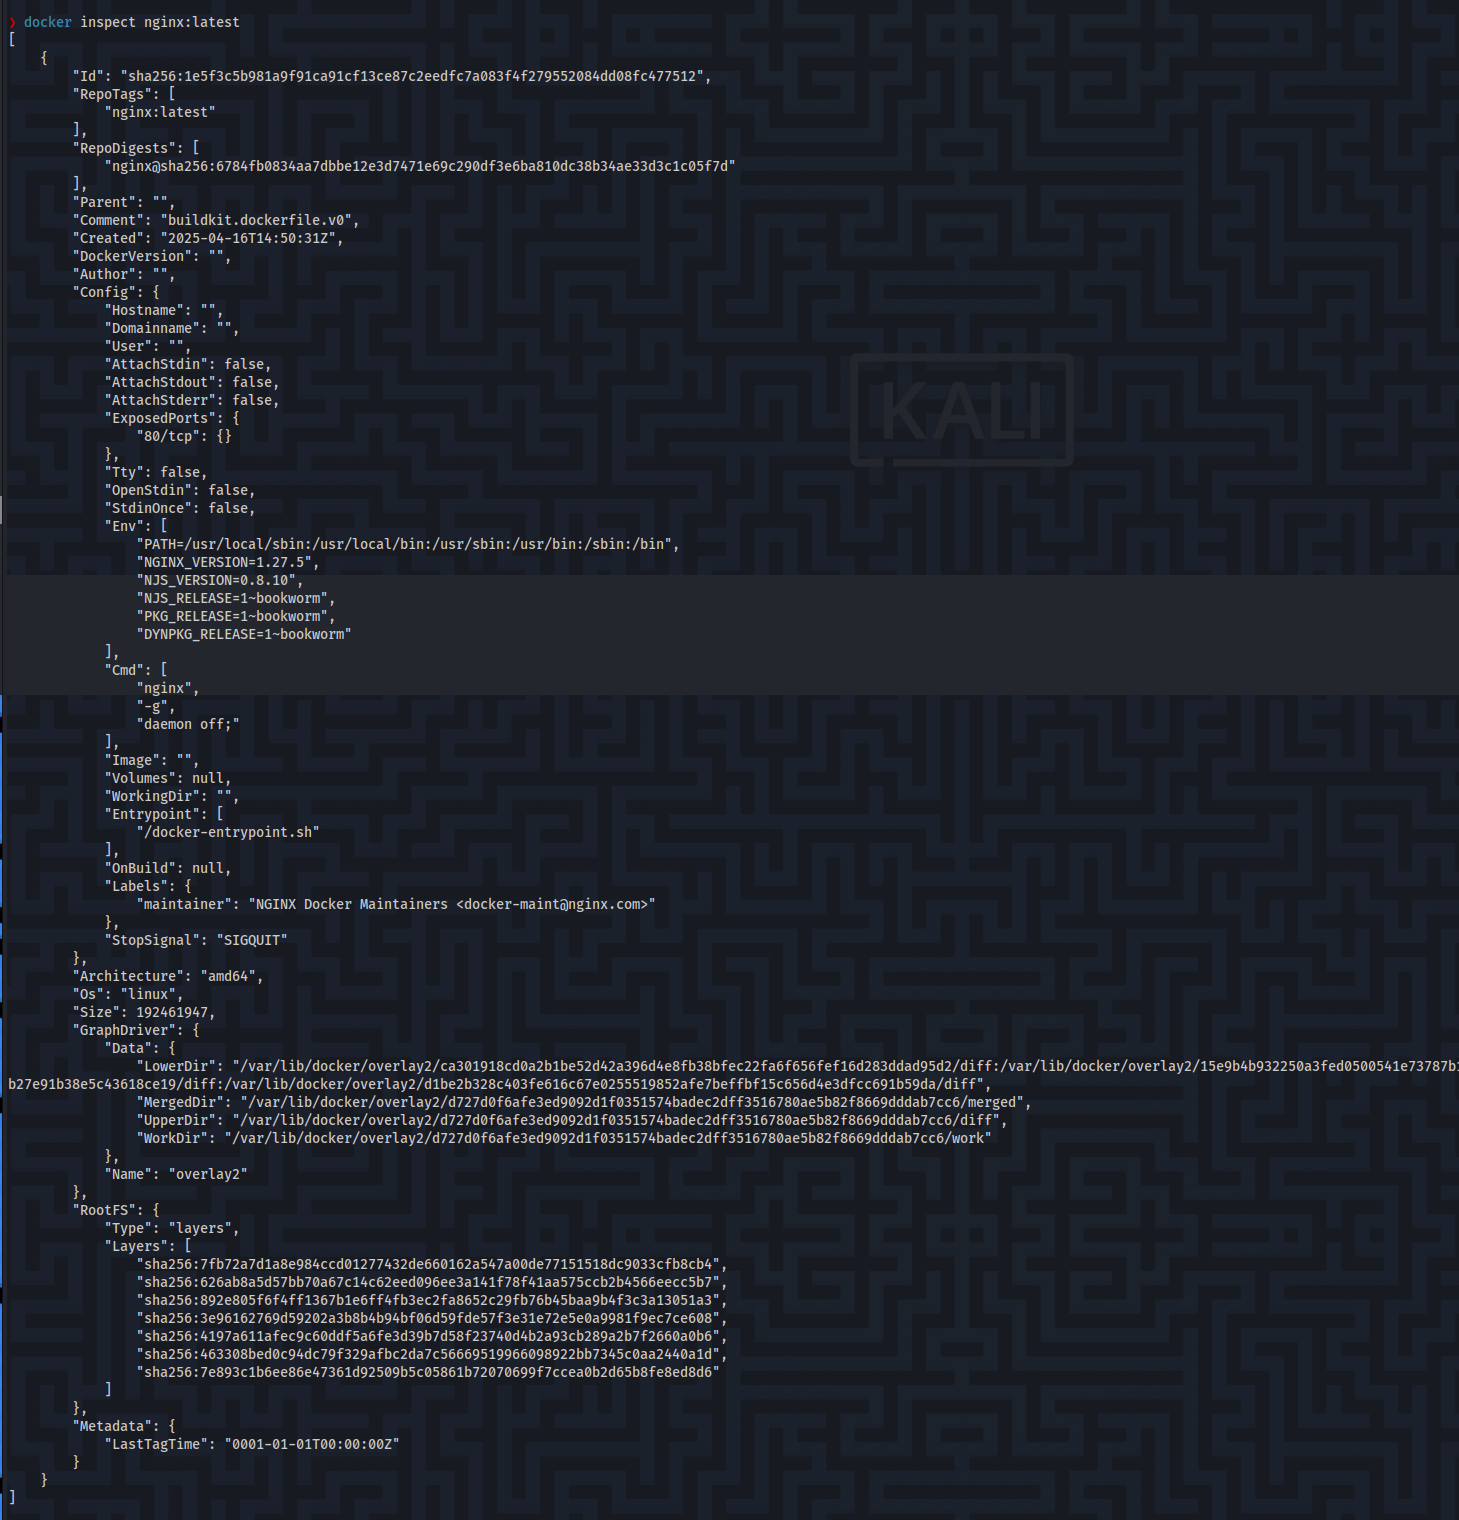 ❯ docker inspect nginx:latest
[
    {
        "Id": "sha256:1e5f3c5b981a9f91ca91cf13ce87c2eedfc7a083f4f279552084dd08fc477512",
        "RepoTags": [
            "nginx:latest"
        ],
        "RepoDigests": [
            "nginx@sha256:6784fb0834aa7dbbe12e3d7471e69c290df3e6ba810dc38b34ae33d3c1c05f7d"
        ],
        "Parent": "",
        "Comment": "buildkit.dockerfile.v0",
        "Created": "2025-04-16T14:50:31Z",
        "DockerVersion": "",
        "Author": "",
        "Config": {
            "Hostname": "",
            "Domainname": "",
            "User": "",
            "AttachStdin": false,
            "AttachStdout": false,
            "AttachStderr": false,
            "ExposedPorts": {
                "80/tcp": {}
            },
            "Tty": false,
            "OpenStdin": false,
            "StdinOnce": false,
            "Env": [
                "PATH=/usr/local/sbin:/usr/local/bin:/usr/sbin:/usr/bin:/sbin:/bin",
                "NGINX_VERSION=1.27.5",
                "NJS_VERSION=0.8.10",
                "NJS_RELEASE=1~bookworm",
                "PKG_RELEASE=1~bookworm",
                "DYNPKG_RELEASE=1~bookworm"
            ],
            "Cmd": [
                "nginx",
                "-g",
                "daemon off;"
            ],
            "Image": "",
            "Volumes": null,
            "WorkingDir": "",
            "Entrypoint": [
                "/docker-entrypoint.sh"
            ],
            "OnBuild": null,
            "Labels": {
                "maintainer": "NGINX Docker Maintainers <docker-maint@nginx.com>"
            },
            "StopSignal": "SIGQUIT"
        },
        "Architecture": "amd64",
        "Os": "linux",
        "Size": 192461947,
        "GraphDriver": {
            "Data": {
                "LowerDir": "/var/lib/docker/overlay2/ca301918cd0a2b1be52d42a396d4e8fb38bfec22fa6f656fef16d283ddad95d2/diff:/var/lib/docker/overlay2/15e9b4b932250a3fed0500541e73787b1
b27e91b38e5c43618ce19/diff:/var/lib/docker/overlay2/d1be2b328c403fe616c67e0255519852afe7beffbf15c656d4e3dfcc691b59da/diff",
                "MergedDir": "/var/lib/docker/overlay2/d727d0f6afe3ed9092d1f0351574badec2dff3516780ae5b82f8669dddab7cc6/merged",
                "UpperDir": "/var/lib/docker/overlay2/d727d0f6afe3ed9092d1f0351574badec2dff3516780ae5b82f8669dddab7cc6/diff",
                "WorkDir": "/var/lib/docker/overlay2/d727d0f6afe3ed9092d1f0351574badec2dff3516780ae5b82f8669dddab7cc6/work"
            },
            "Name": "overlay2"
        },
        "RootFS": {
            "Type": "layers",
            "Layers": [
                "sha256:7fb72a7d1a8e984ccd01277432de660162a547a00de77151518dc9033cfb8cb4",
                "sha256:626ab8a5d57bb70a67c14c62eed096ee3a141f78f41aa575ccb2b4566eecc5b7",
                "sha256:892e805f6f4ff1367b1e6ff4fb3ec2fa8652c29fb76b45baa9b4f3c3a13051a3",
                "sha256:3e96162769d59202a3b8b4b94bf06d59fde57f3e31e72e5e0a9981f9ec7ce608",
                "sha256:4197a611afec9c60ddf5a6fe3d39b7d58f23740d4b2a93cb289a2b7f2660a0b6",
                "sha256:463308bed0c94dc79f329afbc2da7c56669519966098922bb7345c0aa2440a1d",
                "sha256:7e893c1b6ee86e47361d92509b5c05861b72070699f7ccea0b2d65b8fe8ed8d6"
            ]
        },
        "Metadata": {
            "LastTagTime": "0001-01-01T00:00:00Z"
        }
    }
]
KALI